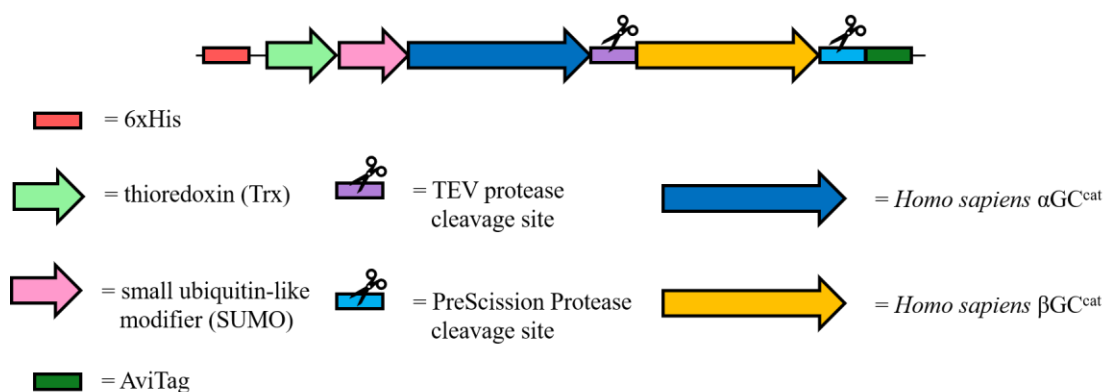 = 6xHis
= thioredoxin (Trx)
= TEV protease
cleavage site
= Homo sapiens αGCcat
= small ubiquitin-like
modifier (SUMO)
= PreScission Protease
cleavage site
= Homo sapiens βGCcat
= AviTag